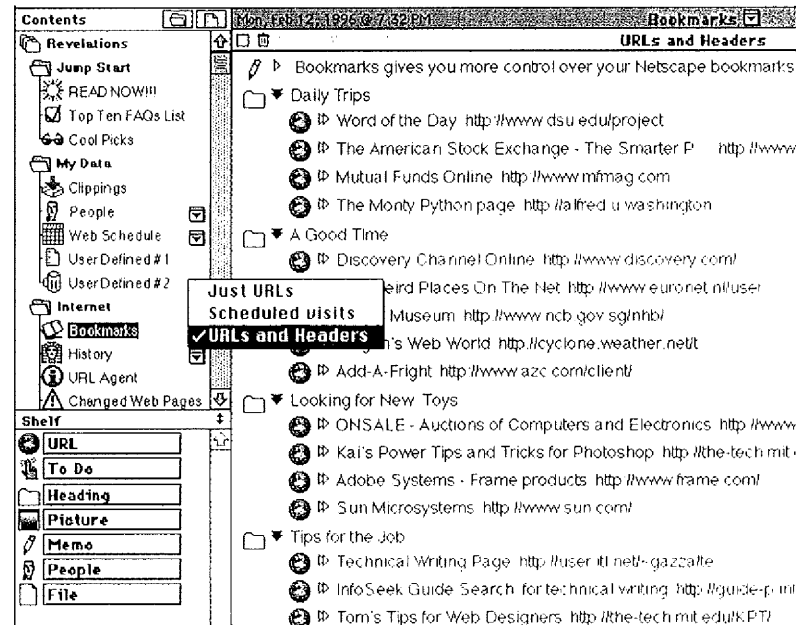 Contents
Revelations
Jump Start
READ NOW!!!
Top Ten FAQs List
Cool Picks
My Data
Clippings
People
Web Schedule
User Defined #1
User Defined #2
Internet
Bookmarks
History
URL Agent
Changed Web Pages
Shelf
URL
To Do
Heading
Picture
Memo
People
File
Just URLs
Scheduled visits
✓URLs and Headers
Mon, Feb 12, 1996 @ 7:32 PM Bookmarks
URLs and Headers
Bookmarks gives you more control over your Netscape bookmarks
Daily Trips
Word of the Day http://www.dsu.edu/project
The American Stock Exchange - The Smarter P http://www
Mutual Funds Online http://www.mfmag.com
The Monty Python page http://alfred.u.washington
A Good Time
Discovery Channel Online http://www.discovery.com/
eird Places On The Net http://www.euronet.nl/user
Museum http://www.ncb.gov.sg/nhb/
n's Web World http://cyclone.weather.net/t
Add-A-Fright http://www.azc.com/client/
Looking for New Toys
ONSALE - Auctions of Computers and Electronics http://www
Kai's Power Tips and Tricks for Photoshop http://the-tech.mit
Adobe Systems - Frame products http://www.frame.com/
Sun Microsystems http://www.sun.com/
Tips for the Job
Technical Writing Page http://user.itl.net/~gazza/te
InfoSeek Guide Search for technical writing http://guide-p.inf
Tom's Tips for Web Designers http://the-tech.mit.edu/KPT/